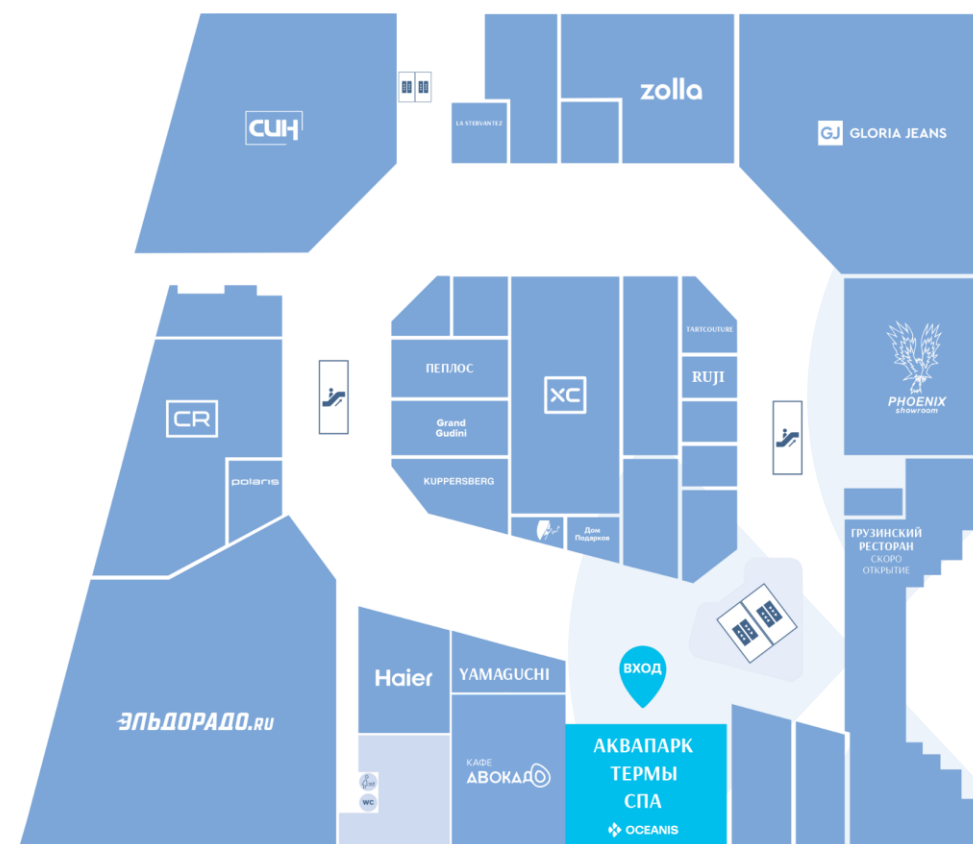 СИН
LA STERVANTEZ
zolla
GJ GLORIA JEANS
TARTCOUTURE
ПЕПЛОС
RUJI
XC
PHOENIX
showroom
CR
Grand
Gudini
polaris
KUPPERSBERG
Дом
Подарков
ГРУЗИНСКИЙ
РЕСТОРАН
СКОРО
ОТКРЫТИЕ
ВХОД
Haier
YAMAGUCHI
ЭЛЬДОРАДО.RU
КАФЕ
АВОКАДО
WC
АКВАПАРК
ТЕРМЫ
СПА
OCEANIS